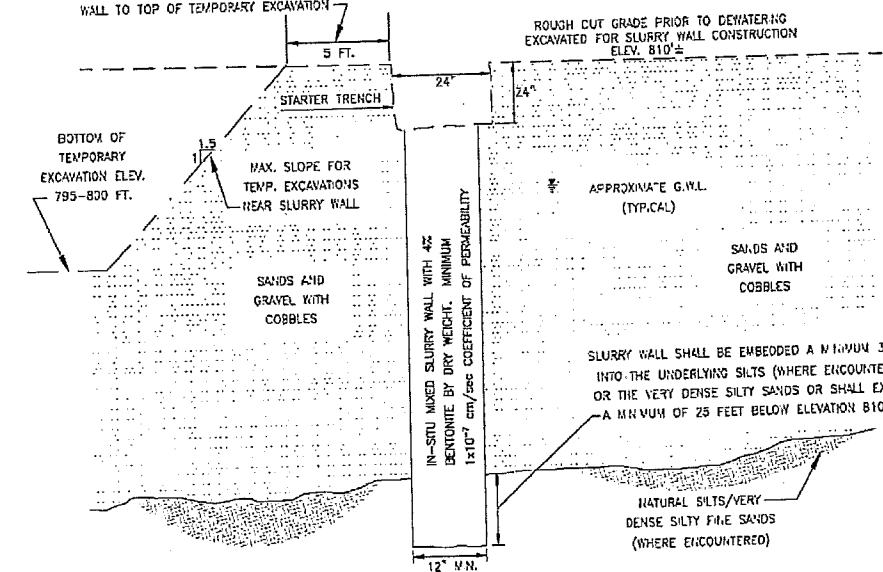 WALL TO TOP OF TEMPORARY EXCAVATION
5 FT.
ROUGH CUT GRADE PRIOR TO DEWATERING
EXCAVATED FOR SLURRY WALL CONSTRUCTION
ELEV. 810'±
24"
24"
STARTER TRENCH
BOTTOM OF
TEMPORARY
EXCAVATION ELEV.
795-800 FT.
1.5
1
MAX. SLOPE FOR
TEMP. EXCAVATIONS
NEAR SLURRY WALL
APPROXIMATE G.W.L.
(TYPICAL)
SANDS AND
GRAVEL WITH
COBBLES
SANDS AND
GRAVEL WITH
COBBLES
IN-SITU MIXED SLURRY WALL WITH 4%
BENTONITE BY DRY WEIGHT. MINIMUM
1x10-7 cm/sec COEFFICIENT OF PERMEABILITY
SLURRY WALL SHALL BE EMBEDDED A MINIMUM 3
INTO THE UNDERLYING SILTS (WHERE ENCOUNTE
OR THE VERY DENSE SILTY SANDS OR SHALL EX
A MINIMUM OF 25 FEET BELOW ELEVATION 810
NATURAL SILTS/VERY
DENSE SILTY FINE SANDS
(WHERE ENCOUNTERED)
12" MIN.